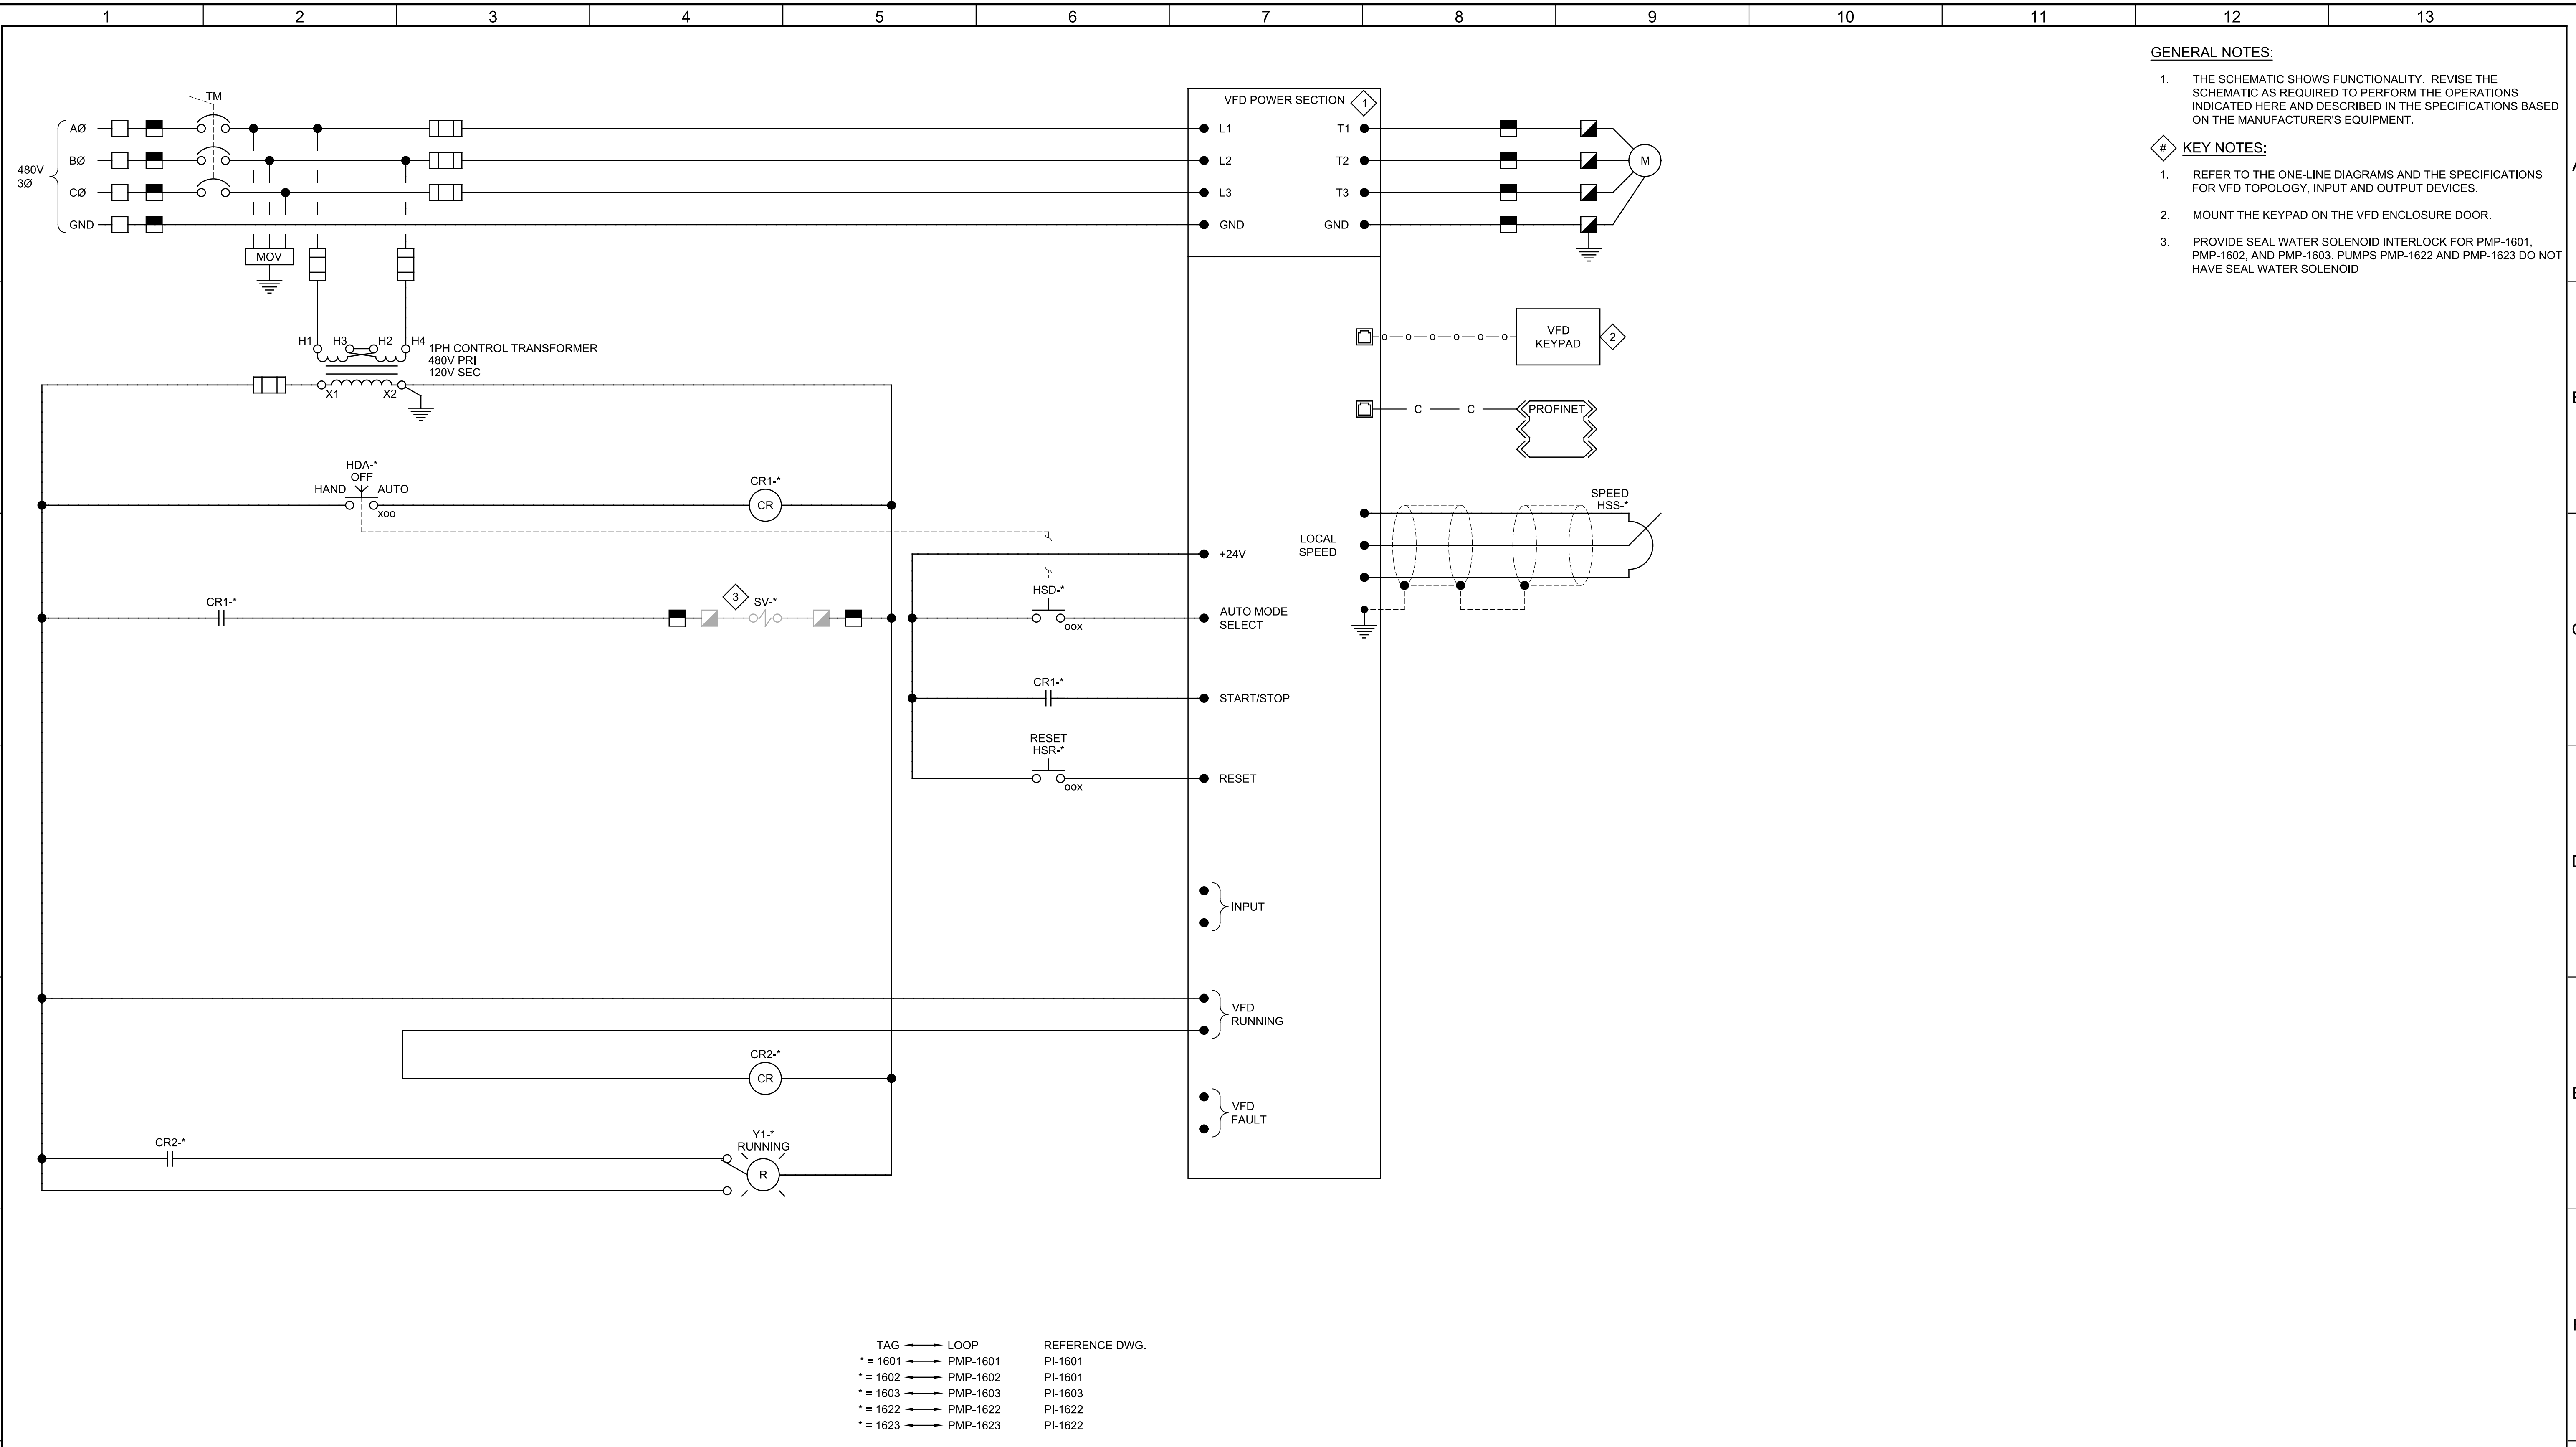 1 2 3 4 5 6 7 8 9 10 11 12 13
GENERAL NOTES:
1. THE SCHEMATIC SHOWS FUNCTIONALITY. REVISE THE
SCHEMATIC AS REQUIRED TO PERFORM THE OPERATIONS
INDICATED HERE AND DESCRIBED IN THE SPECIFICATIONS BASED
ON THE MANUFACTURER'S EQUIPMENT.
# KEY NOTES:
1. REFER TO THE ONE-LINE DIAGRAMS AND THE SPECIFICATIONS
FOR VFD TOPOLOGY, INPUT AND OUTPUT DEVICES.
2. MOUNT THE KEYPAD ON THE VFD ENCLOSURE DOOR.
3. PROVIDE SEAL WATER SOLENOID INTERLOCK FOR PMP-1601,
PMP-1602, AND PMP-1603. PUMPS PMP-1622 AND PMP-1623 DO NOT
HAVE SEAL WATER SOLENOID
TM
480V
3Ø
AØ
BØ
CØ
GND
MOV
VFD POWER SECTION 1
L1 T1
L2 T2
L3 T3
GND GND
M
H1 H3 H2 H4
1PH CONTROL TRANSFORMER
480V PRI
120V SEC
X1 X2
VFD
KEYPAD
2
C C
PROFINET
HDA-*
OFF
HAND AUTO
xoo
CR1-*
CR
SPEED
HSS-*
LOCAL
SPEED
+24V
CR1-*
3
SV-*
HSD-*
oox
AUTO MODE
SELECT
CR1-*
START/STOP
RESET
HSR-*
oox
RESET
INPUT
VFD
RUNNING
CR2-*
CR
VFD
FAULT
CR2-*
Y1-*
RUNNING
R
TAG LOOP REFERENCE DWG.
* = 1601 PMP-1601 PI-1601
* = 1602 PMP-1602 PI-1601
* = 1603 PMP-1603 PI-1603
* = 1622 PMP-1622 PI-1622
* = 1623 PMP-1623 PI-1622